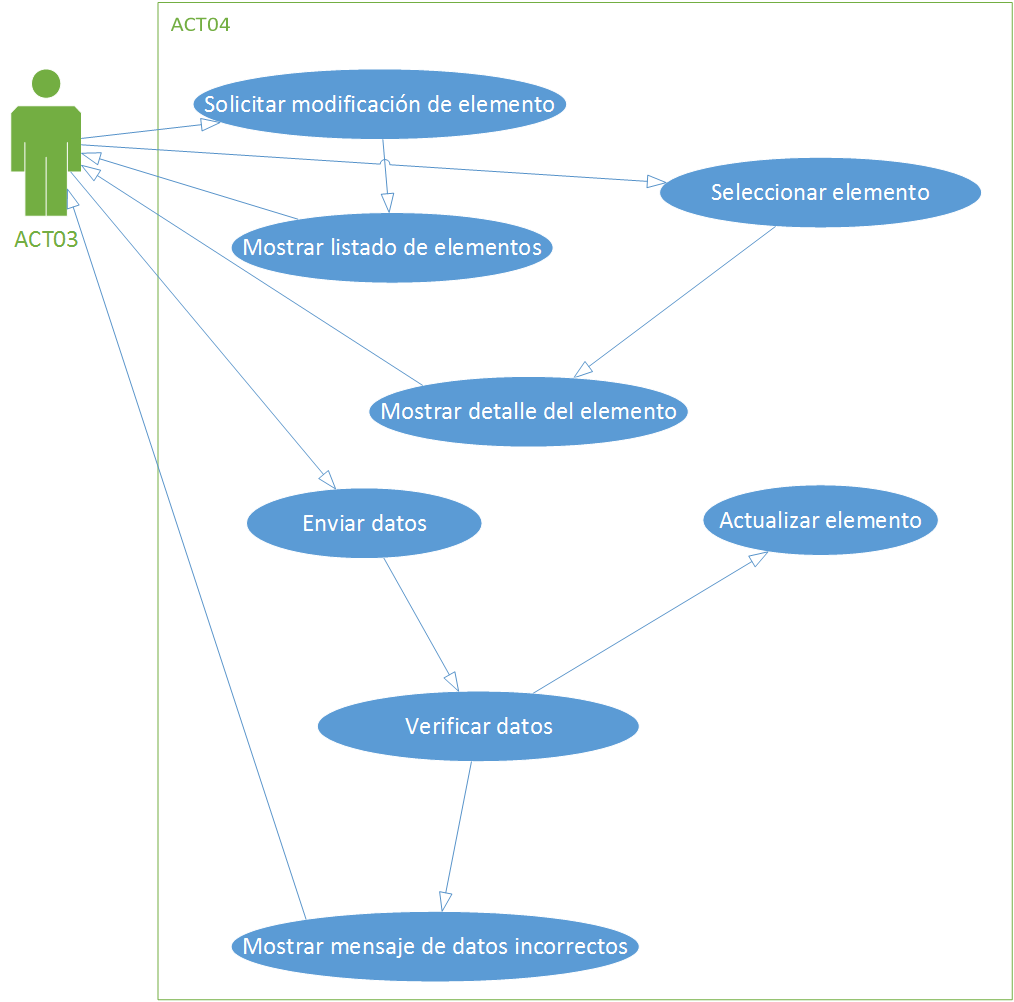 ACT04
Solicitar modificación de elemento
Seleccionar elemento
ACT03
Mostrar listado de elementos
Mostrar detalle del elemento
Enviar datos
Actualizar elemento
Verificar datos
Mostrar mensaje de datos incorrectos